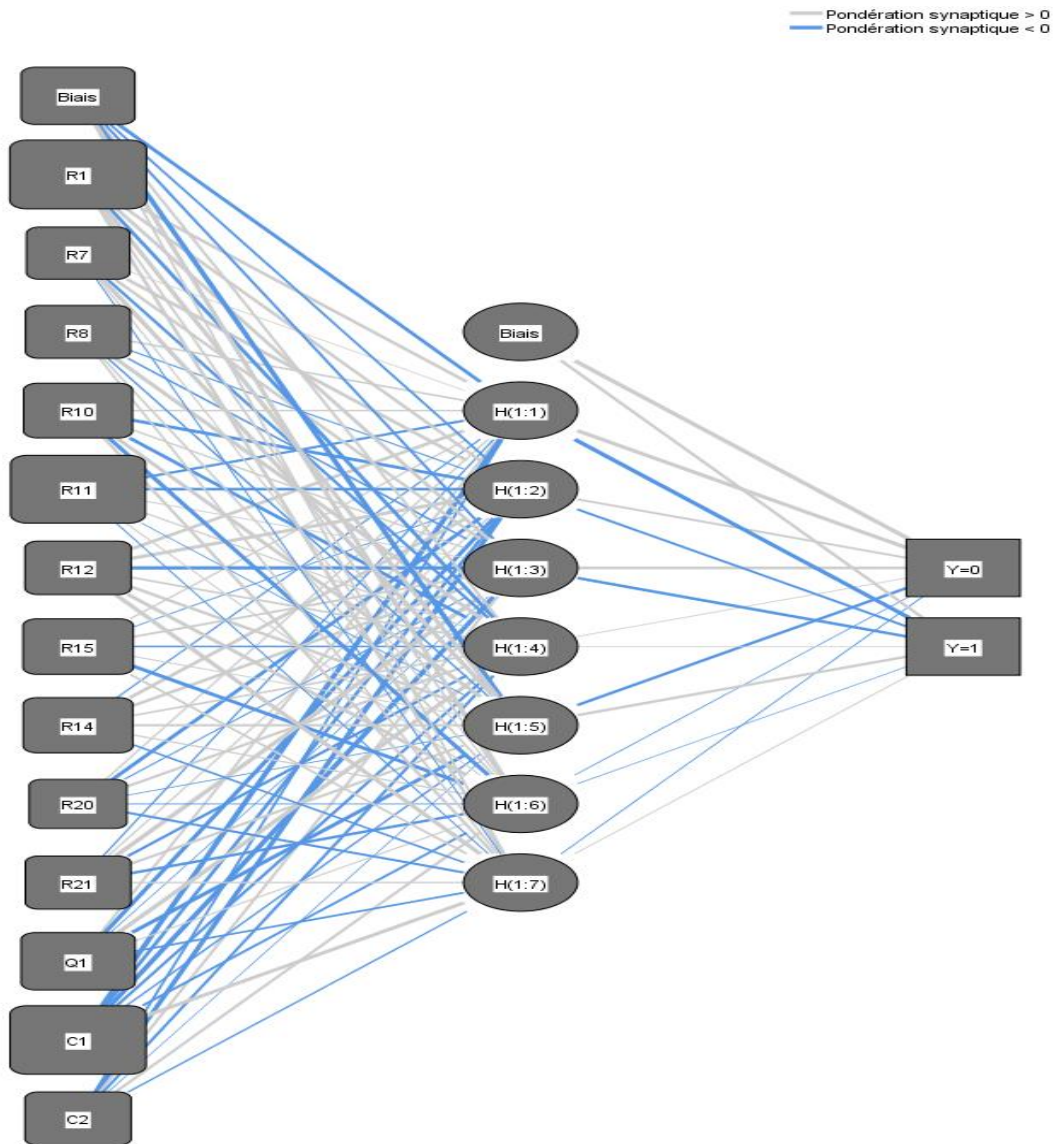 Pondération synaptique > 0
Pondération synaptique < 0
Biais
R1
R7
R8
R10
R11
R12
R15
R14
R20
R21
Q1
C1
C2
Biais
H(1:1)
H(1:2)
H(1:3)
H(1:4)
H(1:5)
H(1:6)
H(1:7)
Y=0
Y=1